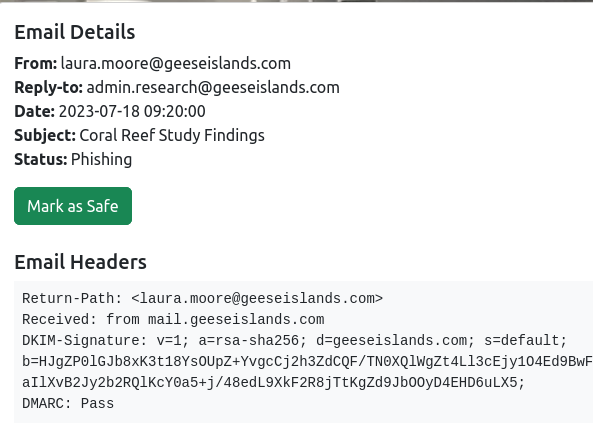 Email Details
From: laura.moore@geeseislands.com
Reply-to: admin.research@geeseislands.com
Date: 2023-07-18 09:20:00
Subject: Coral Reef Study Findings
Status: Phishing
Mark as Safe
Email Headers
Return-Path: <laura.moore@geeseislands.com>
Received: from mail.geeseislands.com
DKIM-Signature: v=1; a=rsa-sha256; d=geeseislands.com; s=default;
b=HJgZP0lGJb8xK3t18YsOUpZ+YvgcCj2h3ZdCQF/TN0XQlWgZt4Ll3cEjy1O4Ed9BwF
aIlXvB2Jy2b2RQlKcY0a5+j/48edL9XkF2R8jTtKgZd9JbOOyD4EHD6uLX5;
DMARC: Pass